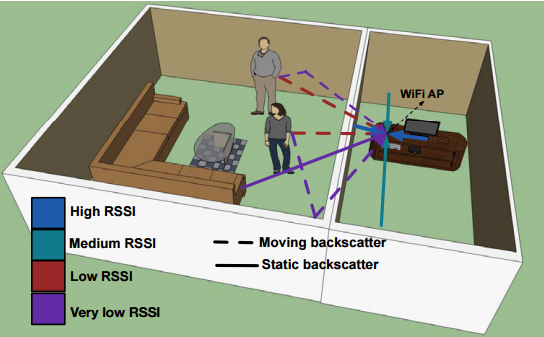 WiFi AP
High RSSI
Medium RSSI
Low RSSI
Very low RSSI
Moving backscatter
Static backscatter